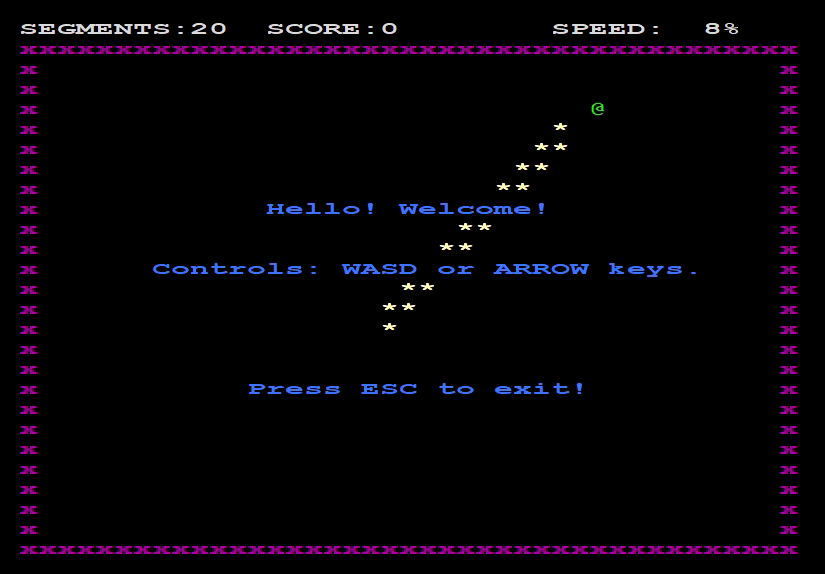 SEGMENTS:20 SCORE:0 SPEED: 8%
Hello! Welcome!
Controls: WASD or ARROW keys.
Press ESC to exit!